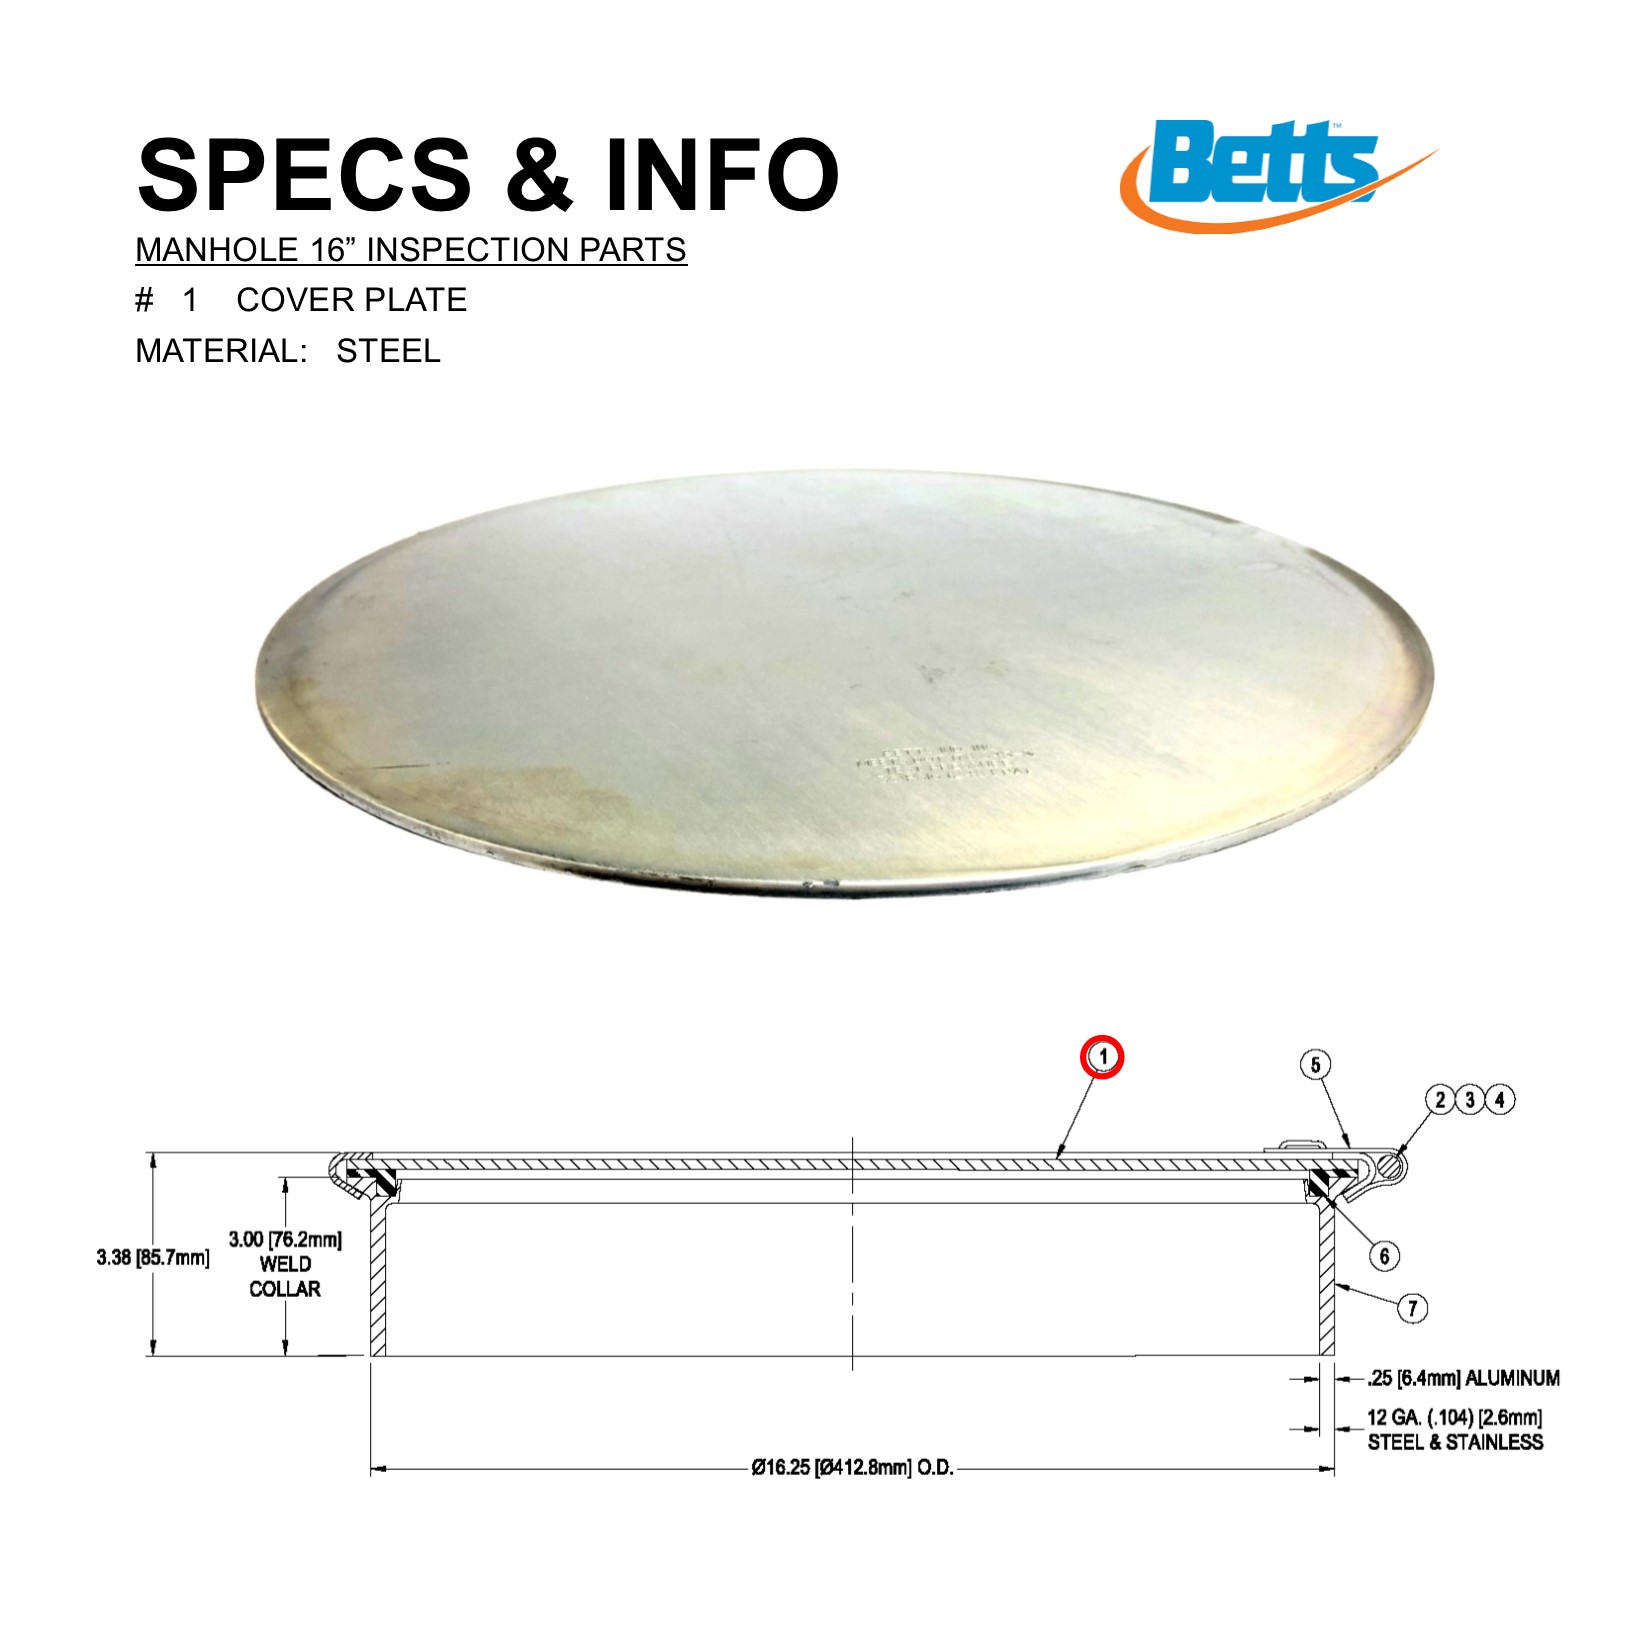 SPECS & INFO
Betts™
MANHOLE 16” INSPECTION PARTS
# 1 COVER PLATE
MATERIAL: STEEL
1
5
2 3 4
3.38 [85.7mm]
3.00 [76.2mm]
WELD
COLLAR
6
7
.25 [6.4mm] ALUMINUM
12 GA. (.104) [2.6mm]
STEEL & STAINLESS
Ø16.25 [Ø412.8mm] O.D.